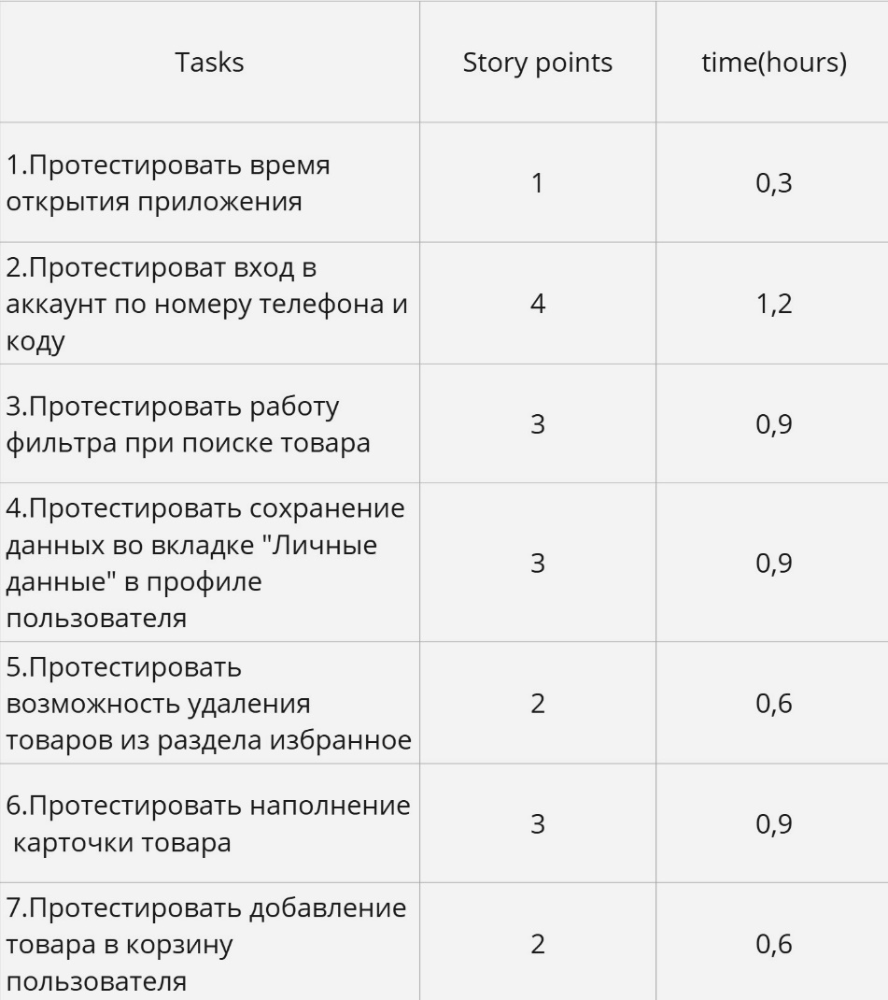 Tasks
Story points
time(hours)
1.Протестировать время
открытия приложения
1
0,3
2.Протестироват вход в
аккаунт по номеру телефона и
коду
4
1,2
3.Протестировать работу
фильтра при поиске товара
3
0,9
4.Протестировать сохранение
данных во вкладке "Личные
данные" в профиле
пользователя
3
0,9
5.Протестировать
возможность удаления
товаров из раздела избранное
2
0,6
6.Протестировать наполнение
карточки товара
3
0,9
7.Протестировать добавление
товара в корзину
пользователя
2
0,6